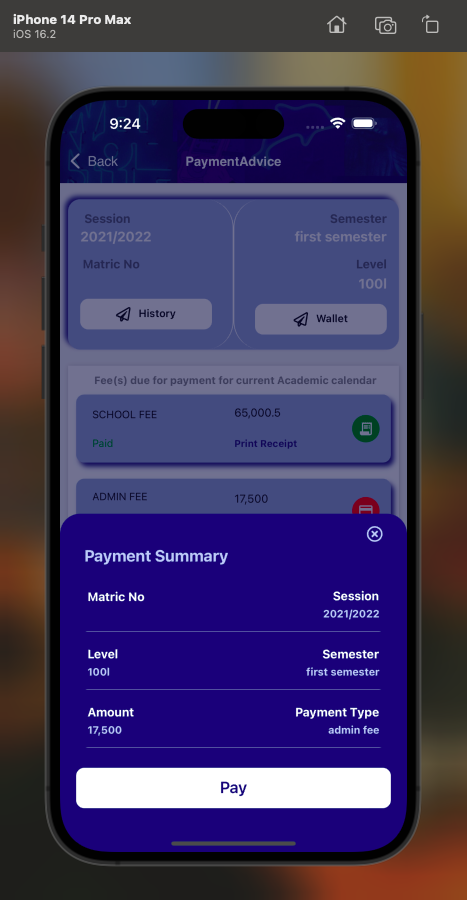 iPhone 14 Pro Max
iOS 16.2
9:24
Back
PaymentAdvice
Session
Semester
2021/2022
first semester
Matric No
Level
100l
History
Wallet
Fee(s) due for payment for current Academic calendar
SCHOOL FEE
65,000.5
Paid
Print Receipt
ADMIN FEE
17,500
Payment Summary
Matric No
Session
2021/2022
Level
Semester
100l
first semester
Amount
Payment Type
17,500
admin fee
Pay